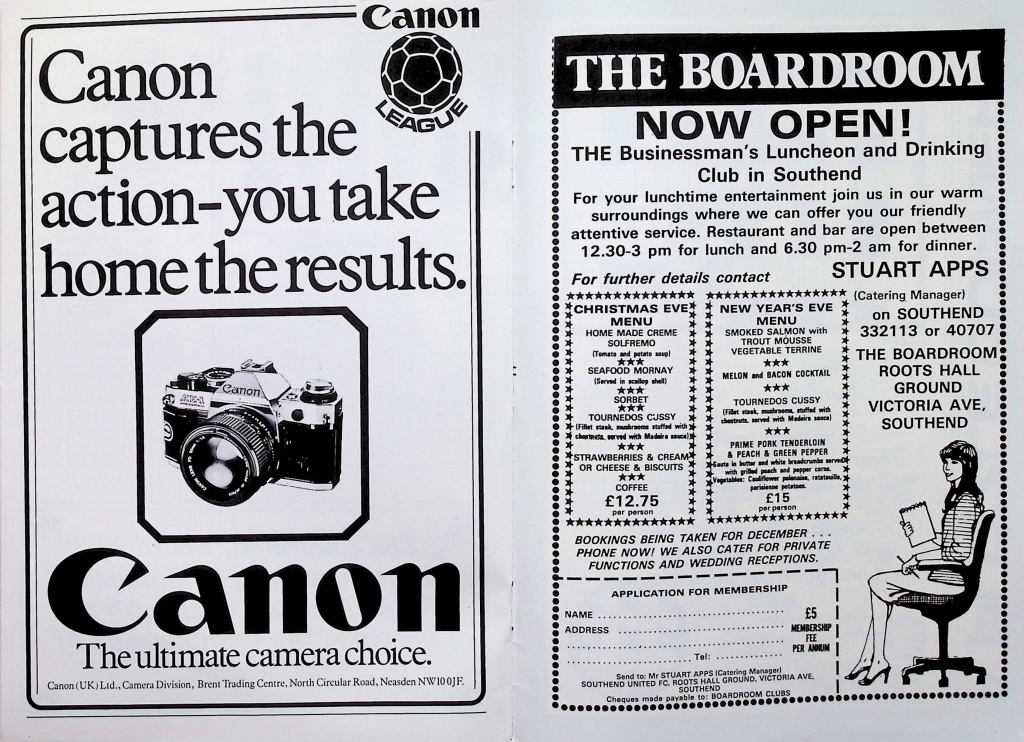 Canon
LEAGUE
Canon
captures the
action-you take
home the results.
Canon
AE-1
Canon
The ultimate camera choice.
Canon (UK) Ltd., Camera Division, Brent Trading Centre, North Circular Road, Neasden NW10 0JF.
THE BOARDROOM
NOW OPEN!
THE Businessman's Luncheon and Drinking
Club in Southend
For your lunchtime entertainment join us in our warm
surroundings where we can offer you our friendly
attentive service. Restaurant and bar are open between
12.30-3 pm for lunch and 6.30 pm-2 am for dinner.
For further details contact
STUART APPS
(Catering Manager)
on SOUTHEND
332113 or 40707
THE BOARDROOM
ROOTS HALL
GROUND
VICTORIA AVE,
SOUTHEND
CHRISTMAS EVE
MENU
HOME MADE CREME
SOLFREMO
(Tomato and potato soup)
★★★
SEAFOOD MORNAY
(Served in scallop shell)
★★★
SORBET
★★★
TOURNEDOS CUSSY
(Fillet steak, mushrooms stuffed with
chestnuts, served with Madeira sauce)
★★★
STRAWBERRIES & CREAM
OR CHEESE & BISCUITS
★★★
COFFEE
£12.75
per person
NEW YEAR'S EVE
MENU
SMOKED SALMON with
TROUT MOUSSE
VEGETABLE TERRINE
★★★
MELON and BACON COCKTAIL
★★★
TOURNEDOS CUSSY
(Fillet steak, mushrooms, stuffed with
chestnuts, served with Madeira sauce)
★★★
PRIME PORK TENDERLOIN
& PEACH & GREEN PEPPER
Saute in butter and white breadcrumbs served
with grilled peach and pepper corns.
Vegetables: Cauliflower polonaise, ratatouille,
parisienne potatoes.
£15
per person
BOOKINGS BEING TAKEN FOR DECEMBER . . .
PHONE NOW! WE ALSO CATER FOR PRIVATE
FUNCTIONS AND WEDDING RECEPTIONS.
APPLICATION FOR MEMBERSHIP
NAME
ADDRESS
Tel:
£5
MEMBERSHIP
FEE
PER ANNUM
Send to: Mr STUART APPS (Catering Manager)
SOUTHEND UNITED FC, ROOTS HALL GROUND, VICTORIA AVE,
SOUTHEND
Cheques made payable to: BOARDROOM CLUBS